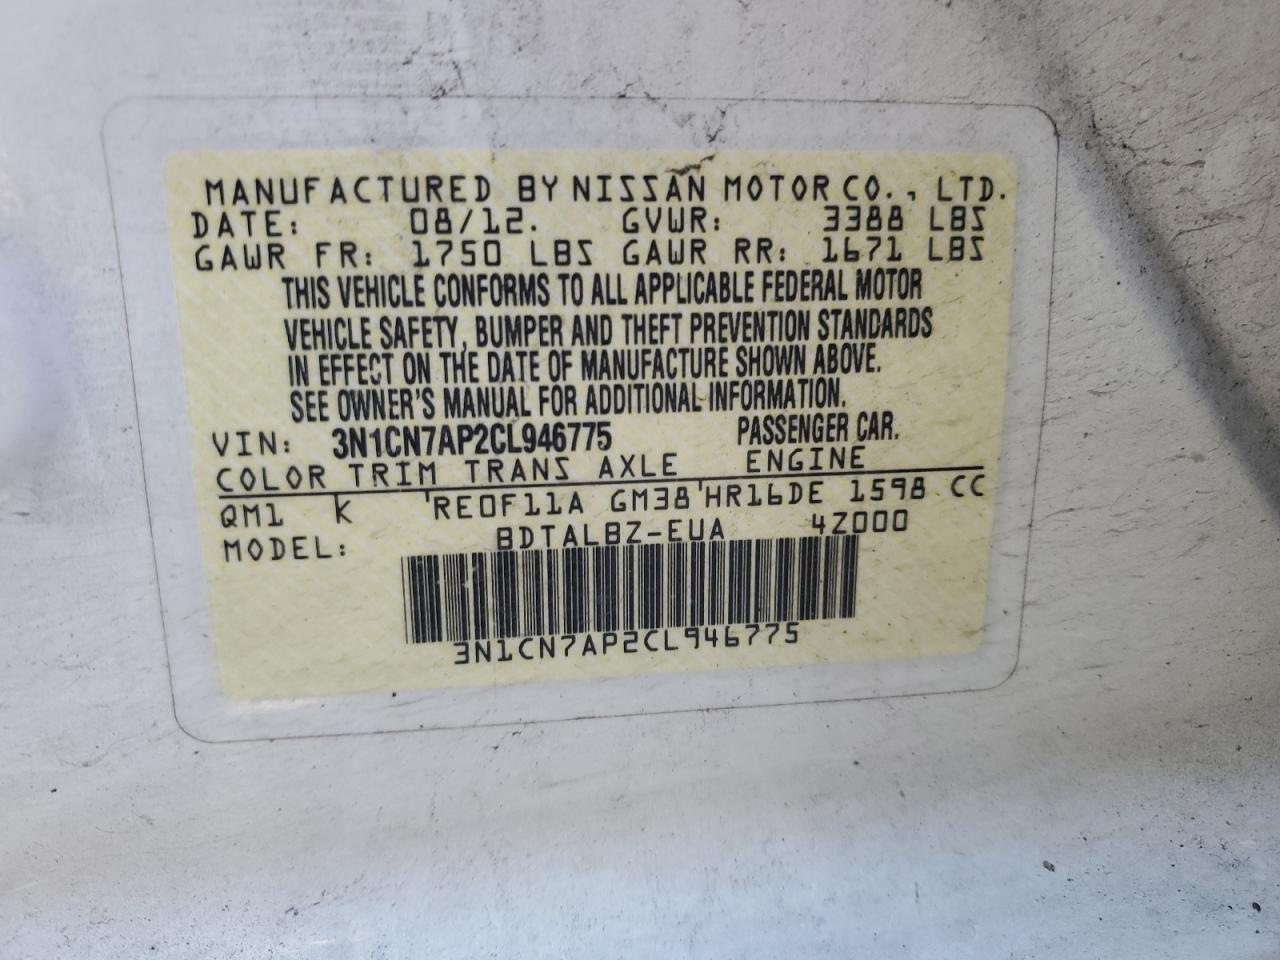 MANUFACTURED BY NISSAN MOTOR CO., LTD.
DATE: 08/12. GVWR: 3388 LBS
GAWR FR: 1750 LBS GAWR RR: 1671 LBS
THIS VEHICLE CONFORMS TO ALL APPLICABLE FEDERAL MOTOR
VEHICLE SAFETY, BUMPER AND THEFT PREVENTION STANDARDS
IN EFFECT ON THE DATE OF MANUFACTURE SHOWN ABOVE.
SEE OWNER'S MANUAL FOR ADDITIONAL INFORMATION.
VIN: 3N1CN7AP2CL946775 PASSENGER CAR.
COLOR TRIM TRANS AXLE ENGINE
QM1 K RE0F11A GM38 HR16DE 1598 CC
MODEL: BDTALBZ-EUA 4Z000
3N1CN7AP2CL946775